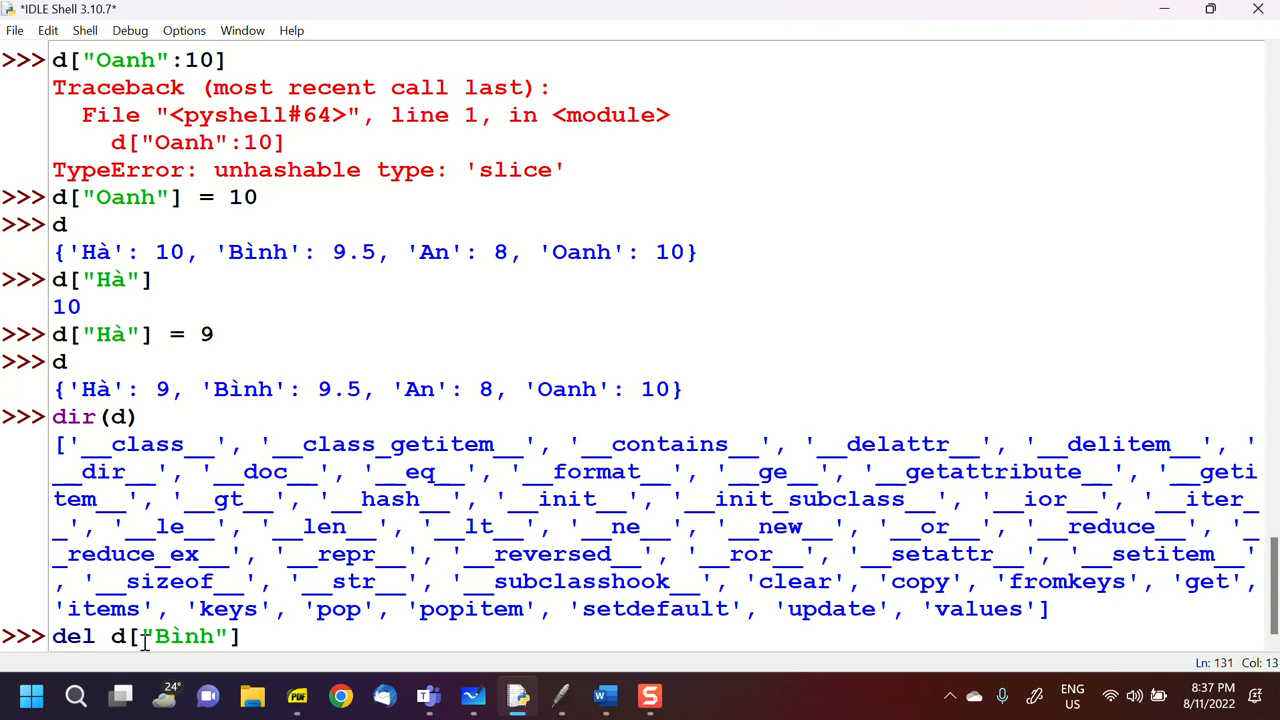 *IDLE Shell 3.10.7*
File Edit Shell Debug Options Window Help
>>> d["Oanh":10]
Traceback (most recent call last):
  File "<pyshell#64>", line 1, in <module>
    d["Oanh":10]
TypeError: unhashable type: 'slice'
>>> d["Oanh"] = 10
>>> d
{'Hà': 10, 'Bình': 9.5, 'An': 8, 'Oanh': 10}
>>> d["Hà"]
10
>>> d["Hà"] = 9
>>> d
{'Hà': 9, 'Bình': 9.5, 'An': 8, 'Oanh': 10}
>>> dir(d)
['__class__', '__class_getitem__', '__contains__', '__delattr__', '__delitem__', '
__dir__', '__doc__', '__eq__', '__format__', '__ge__', '__getattribute__', '__geti
tem__', '__gt__', '__hash__', '__init__', '__init_subclass__', '__ior__', '__iter_
_', '__le__', '__len__', '__lt__', '__ne__', '__new__', '__or__', '__reduce__', '_
_reduce_ex__', '__repr__', '__reversed__', '__ror__', '__setattr__', '__setitem__'
, '__sizeof__', '__str__', '__subclasshook__', 'clear', 'copy', 'fromkeys', 'get',
'items', 'keys', 'pop', 'popitem', 'setdefault', 'update', 'values']
>>> del d["Bình"]
Ln: 131 Col: 13
24°
PDF
ENG
US
8:37 PM
8/11/2022